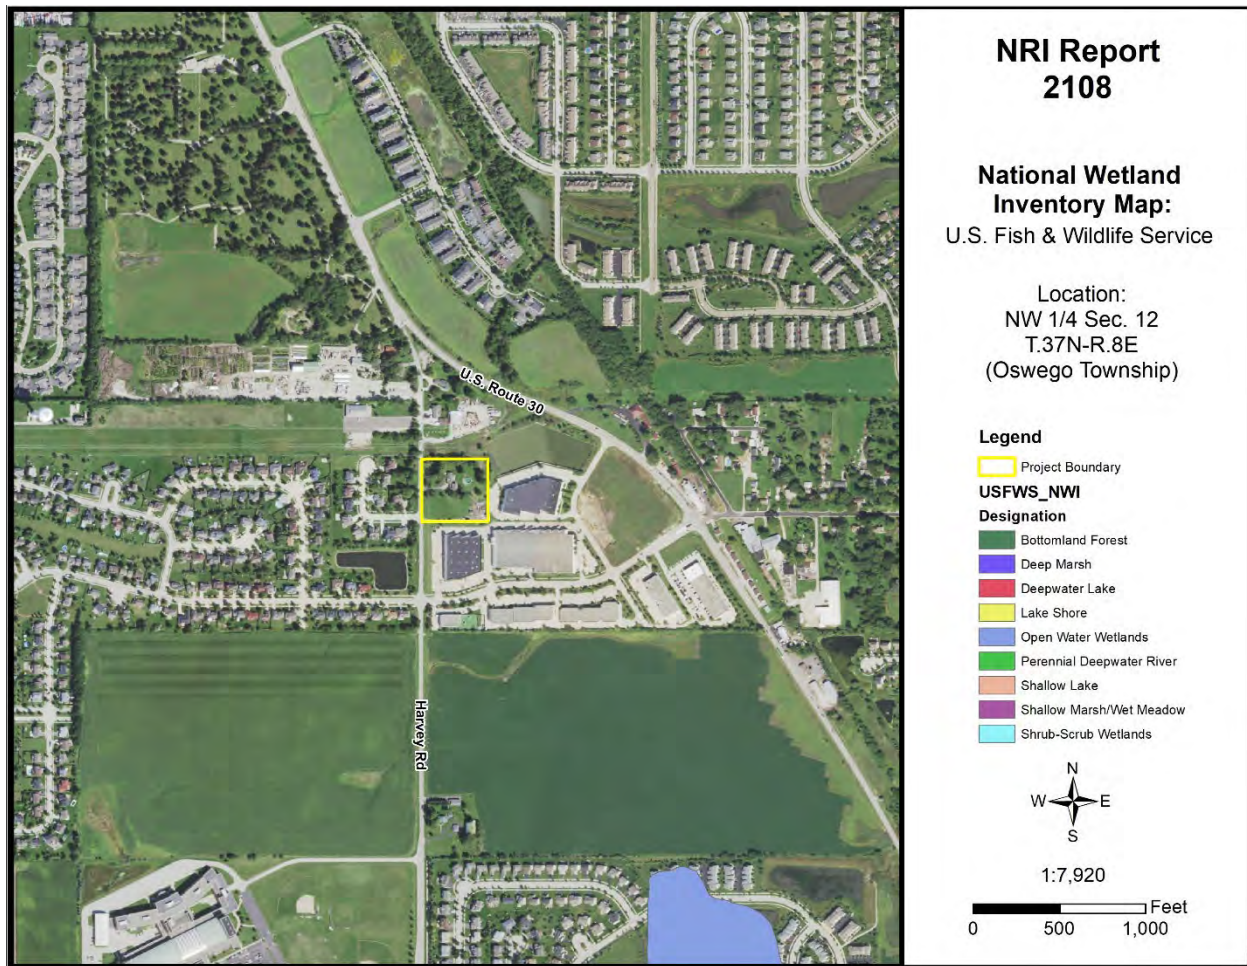 NRI Report
2108
National Wetland
Inventory Map:
U.S. Fish & Wildlife Service
Location:
NW 1/4 Sec. 12
T.37N-R.8E
(Oswego Township)
Legend
Project Boundary
USFWS_NWI
Designation
Bottomland Forest
Deep Marsh
Deepwater Lake
Lake Shore
Open Water Wetlands
Perennial Deepwater River
Shallow Lake
Shallow Marsh/Wet Meadow
Shrub-Scrub Wetlands
N
W E
S
1:7,920
Feet
0 500 1,000
U.S. Route 30
Harvey Rd